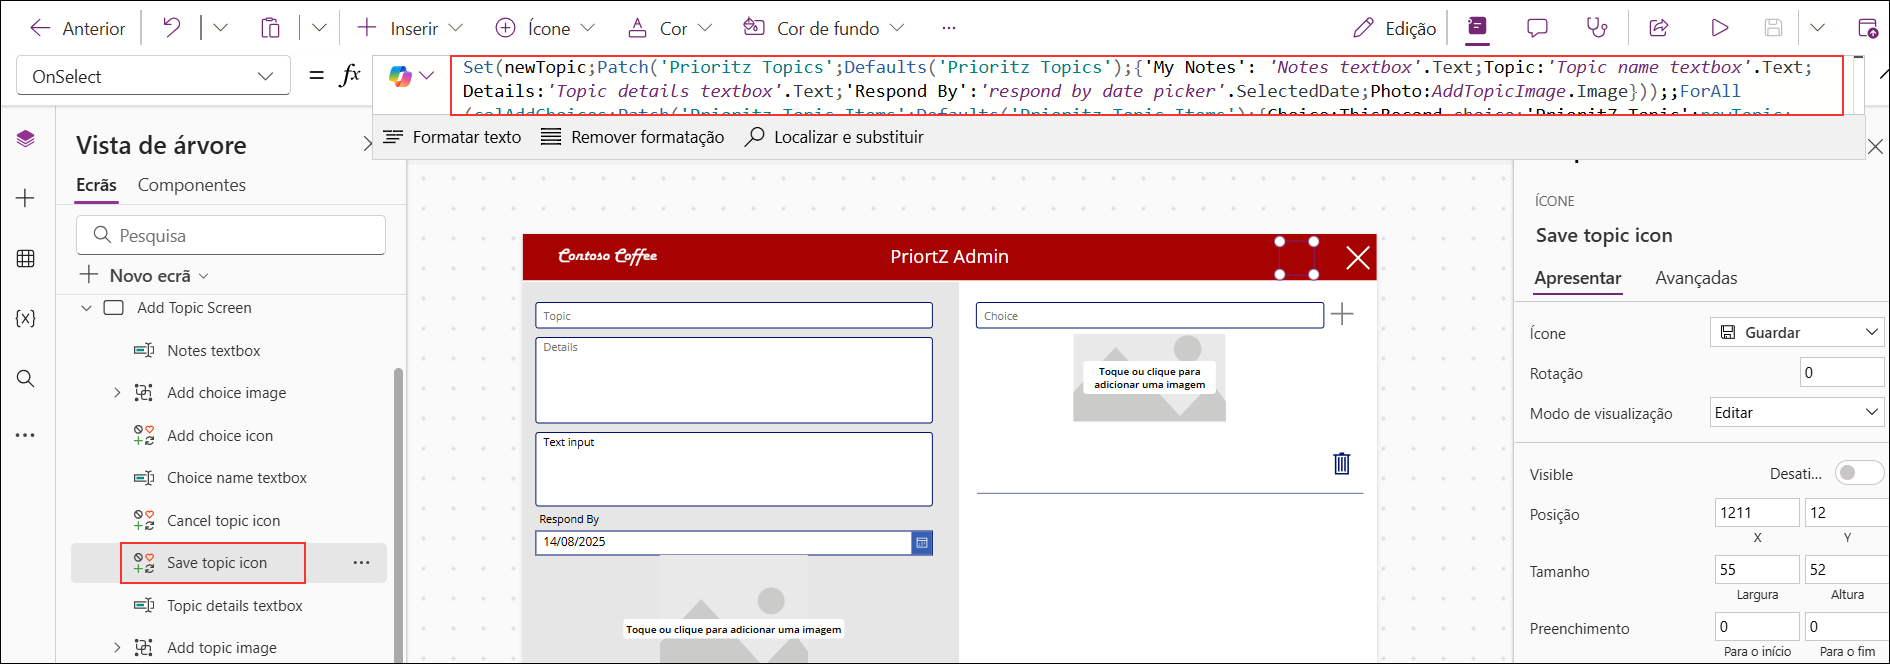 Anterior
Inserir
Ícone
Cor
Cor de fundo
···
Edição
OnSelect
= fx
Set(newTopic;Patch('Prioritz Topics';Defaults('Prioritz Topics');{'My Notes': 'Notes textbox'.Text;Topic:'Topic name textbox'.Text;
Details:'Topic details textbox'.Text;'Respond By':'respond by date picker'.SelectedDate;Photo:AddTopicImage.Image}));;ForAll
Formatar texto
Remover formatação
Localizar e substituir
Vista de árvore
Ecrãs
Componentes
Pesquisa
Novo ecrã
Add Topic Screen
Notes textbox
Add choice image
Add choice icon
Choice name textbox
Cancel topic icon
Save topic icon
···
Topic details textbox
Add topic image
Contoso Coffee
PriortZ Admin
Topic
Details
Text input
Respond By
14/08/2025
Toque ou clique para adicionar uma imagem
Choice
Toque ou clique para
adicionar uma imagem
ÍCONE
Save topic icon
Apresentar
Avançadas
Ícone
Guardar
Rotação
0
Modo de visualização
Editar
Visible
Desati...
Posição
1211
12
X
Y
Tamanho
55
52
Largura
Altura
Preenchimento
0
0
Para o início
Para o fim